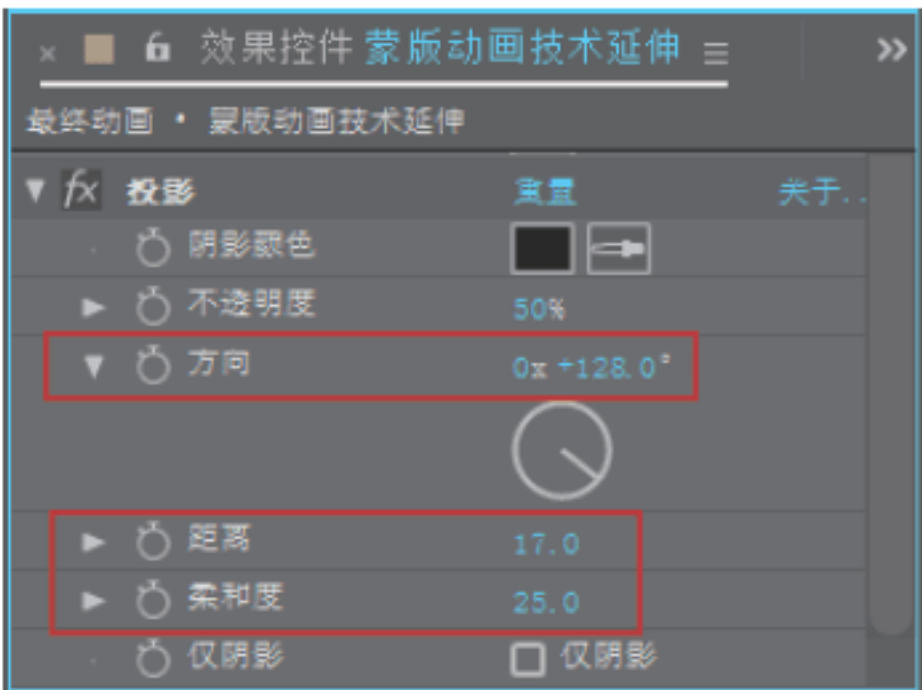 效果控件 蒙版动画技术延伸
最终动画 • 蒙版动画技术延伸
fx 投影 重置 关于..
阴影颜色
不透明度 50%
方向 0x +128.0°
距离 17.0
柔和度 25.0
仅阴影 仅阴影